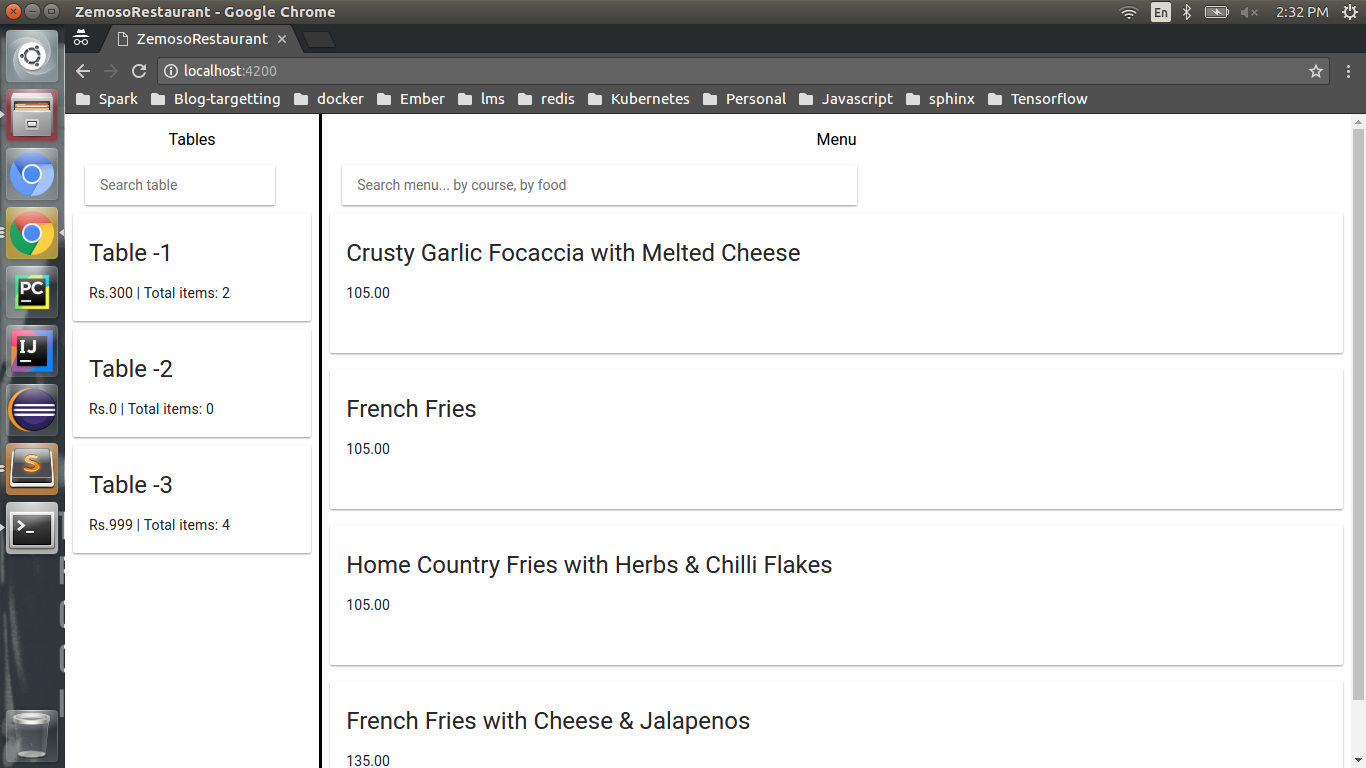 ZemosoRestaurant - Google Chrome
En
2:32 PM
ZemosoRestaurant
localhost:4200
Spark Blog-targetting docker Ember lms redis Kubernetes Personal Javascript sphinx Tensorflow
Tables
Search table
Table -1
Rs.300 | Total items: 2
Table -2
Rs.0 | Total items: 0
Table -3
Rs.999 | Total items: 4
Menu
Search menu... by course, by food
Crusty Garlic Focaccia with Melted Cheese
105.00
French Fries
105.00
Home Country Fries with Herbs & Chilli Flakes
105.00
French Fries with Cheese & Jalapenos
135.00
PC
IJ
S
>_